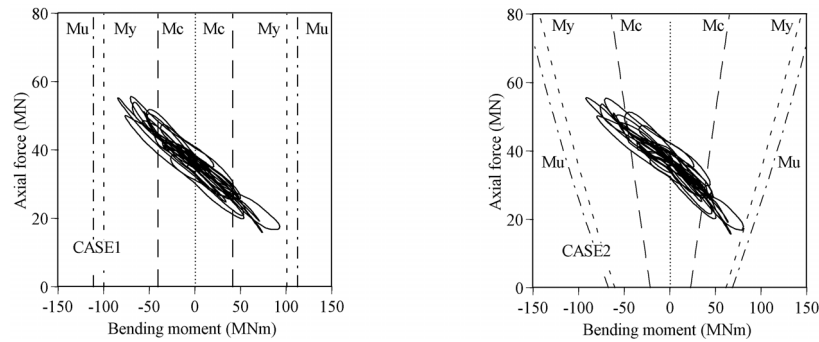 80
Mu My Mc Mc My Mu
60
40
20
0
CASE1
-150 -100 -50 0 50 100 150
Axial force (MN)
Bending moment (MNm)
80
My Mc Mc My
60
40
20
0
Mu Mu
CASE2
-150 -100 -50 0 50 100 150
Axial force (MN)
Bending moment (MNm)